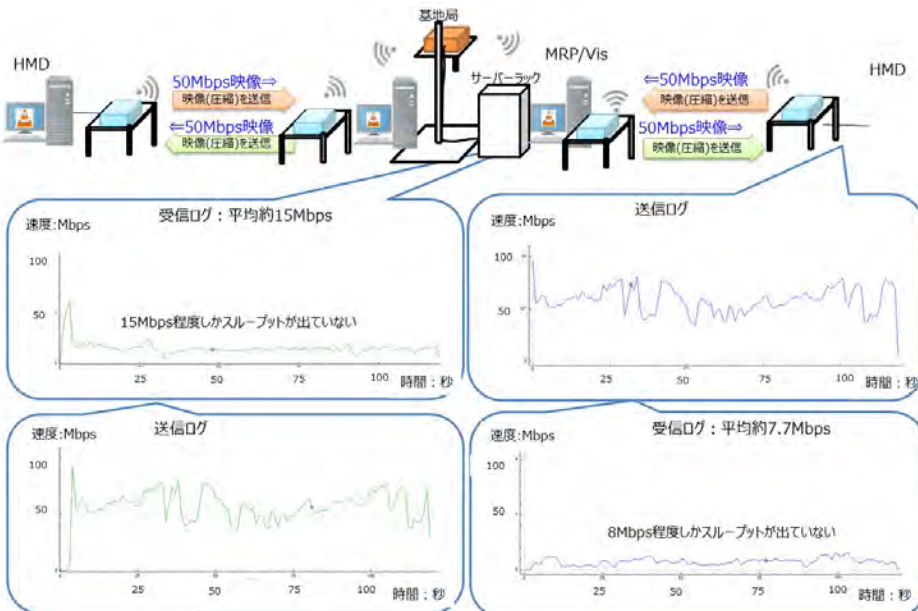 基地局
HMD
MRP/Vis
HMD
サーバーラック
50Mbps映像⇒
映像(圧縮)を送信
⇐50Mbps映像
映像(圧縮)を送信
⇐50Mbps映像
映像(圧縮)を送信
50Mbps映像⇒
映像(圧縮)を送信
受信ログ：平均約15Mbps
速度:Mbps
100
50
15Mbps程度しかスループットが出ていない
25
50
75
100
時間：秒
送信ログ
速度:Mbps
100
50
25
50
75
100
時間：秒
送信ログ
速度:Mbps
100
50
25
50
75
100
時間：秒
受信ログ：平均約7.7Mbps
速度:Mbps
100
50
8Mbps程度しかスループットが出ていない
25
50
75
100
時間：秒